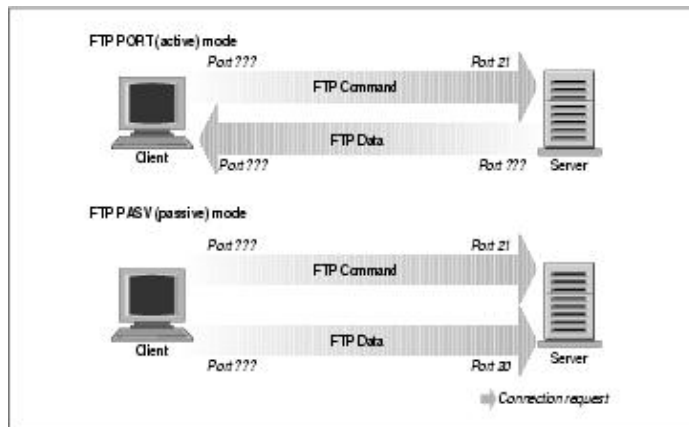 FTP PORT (active) mode
Port ??? Port 21
FTP Command
FTP Data
Client
Port ??? Port ??? Server
FTP PASV (passive) mode
Port ??? Port 21
FTP Command
FTP Data
Client Server
Port ??? Port 20
Connection request